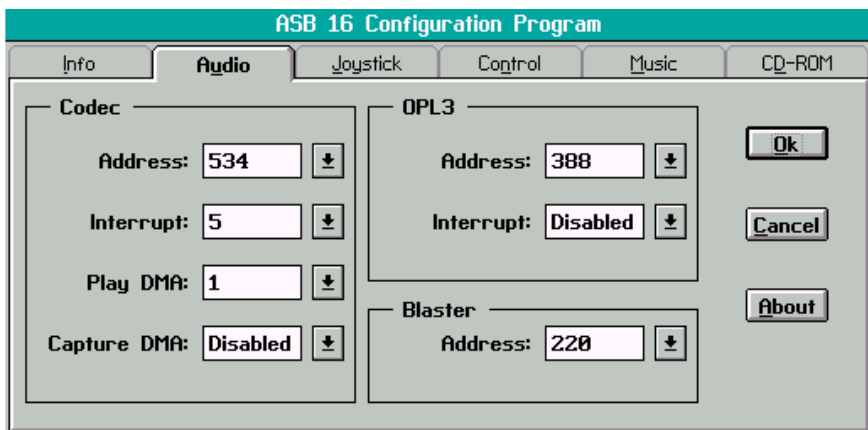 ASB 16 Configuration Program
Info
Audio
Joystick
Control
Music
CD-ROM
Codec
Address: 534
Interrupt: 5
Play DMA: 1
Capture DMA: Disabled
OPL3
Address: 388
Interrupt: Disabled
Blaster
Address: 220
Ok
Cancel
About